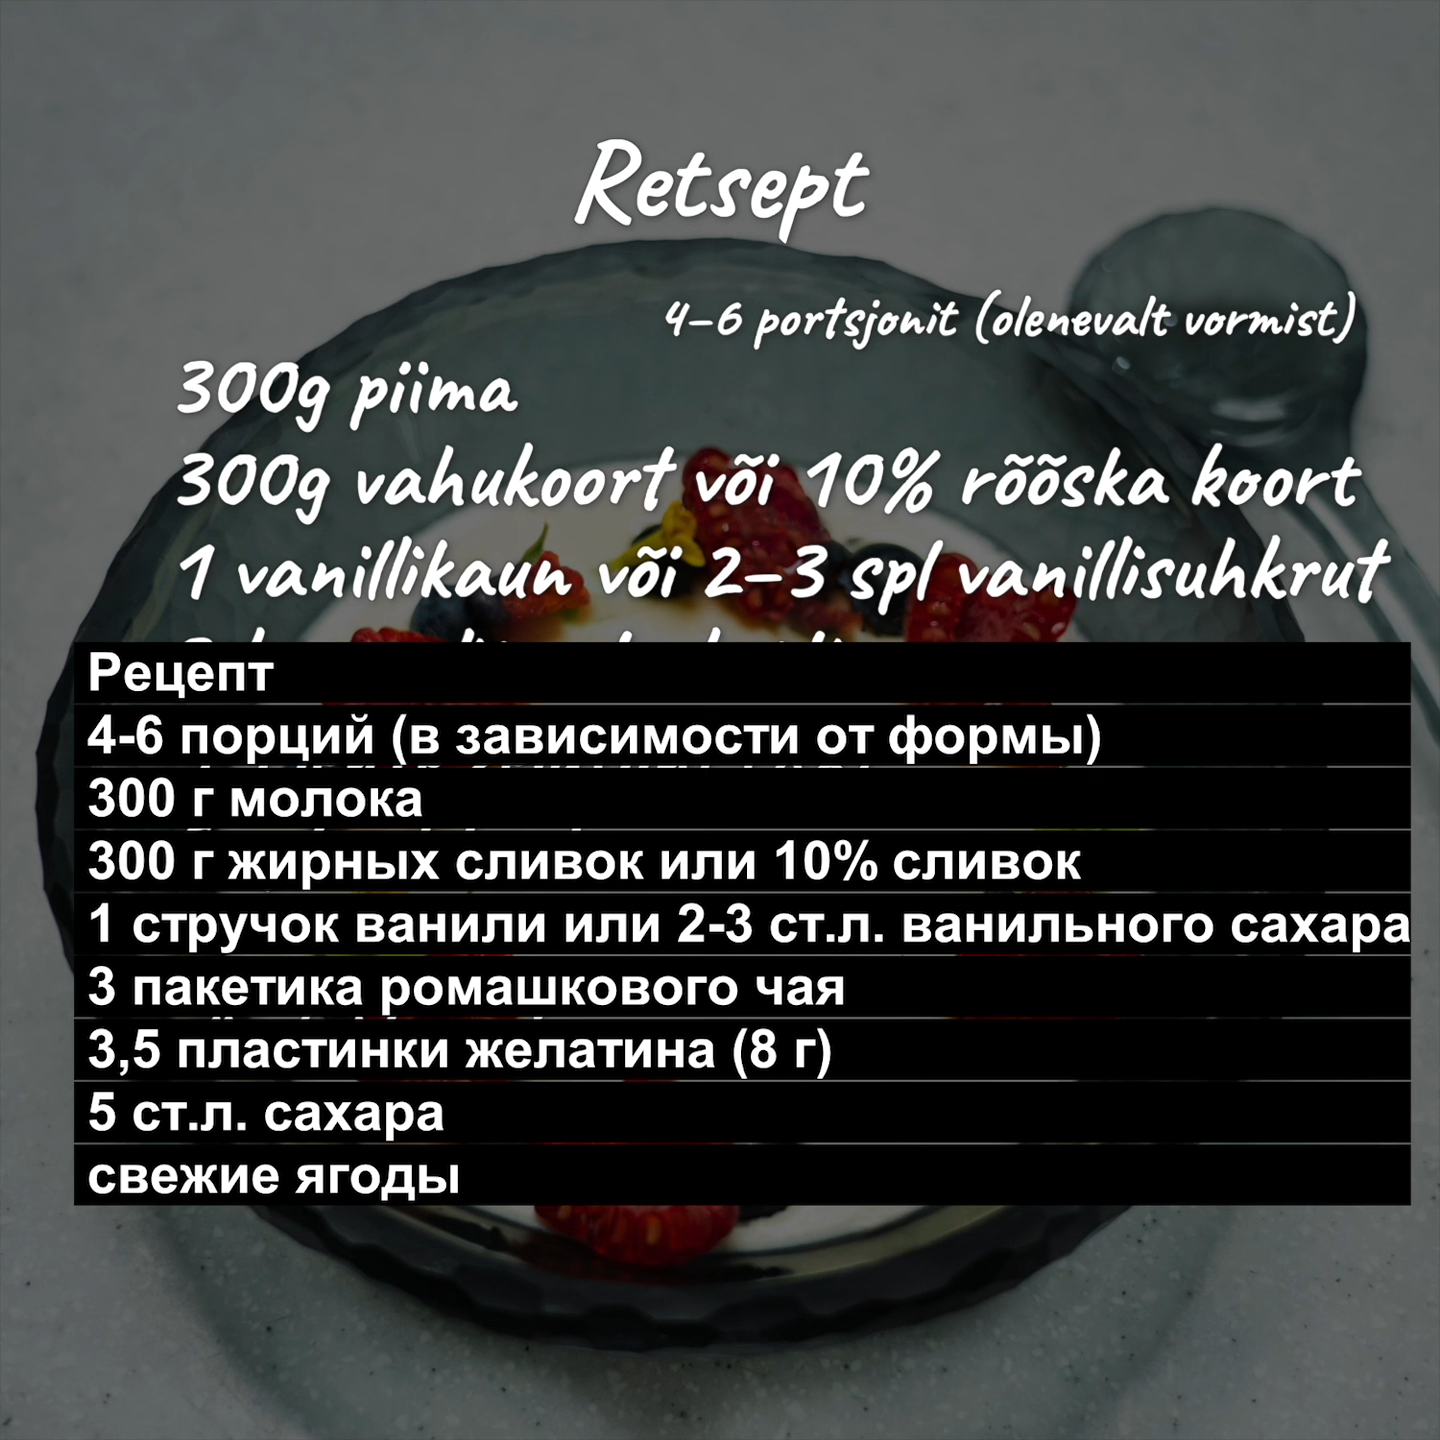 Retsept
4–6 portsjonit (olenevalt vormist)
300g piima
300g vahukoort või 10% rõõska koort
1 vanillikaun või 2–3 spl vanillisuhkrut
Рецепт
4-6 порций (в зависимости от формы)
300 г молока
300 г жирных сливок или 10% сливок
1 стручок ванили или 2-3 ст.л. ванильного сахара
3 пакетика ромашкового чая
3,5 пластинки желатина (8 г)
5 ст.л. сахара
свежие ягоды